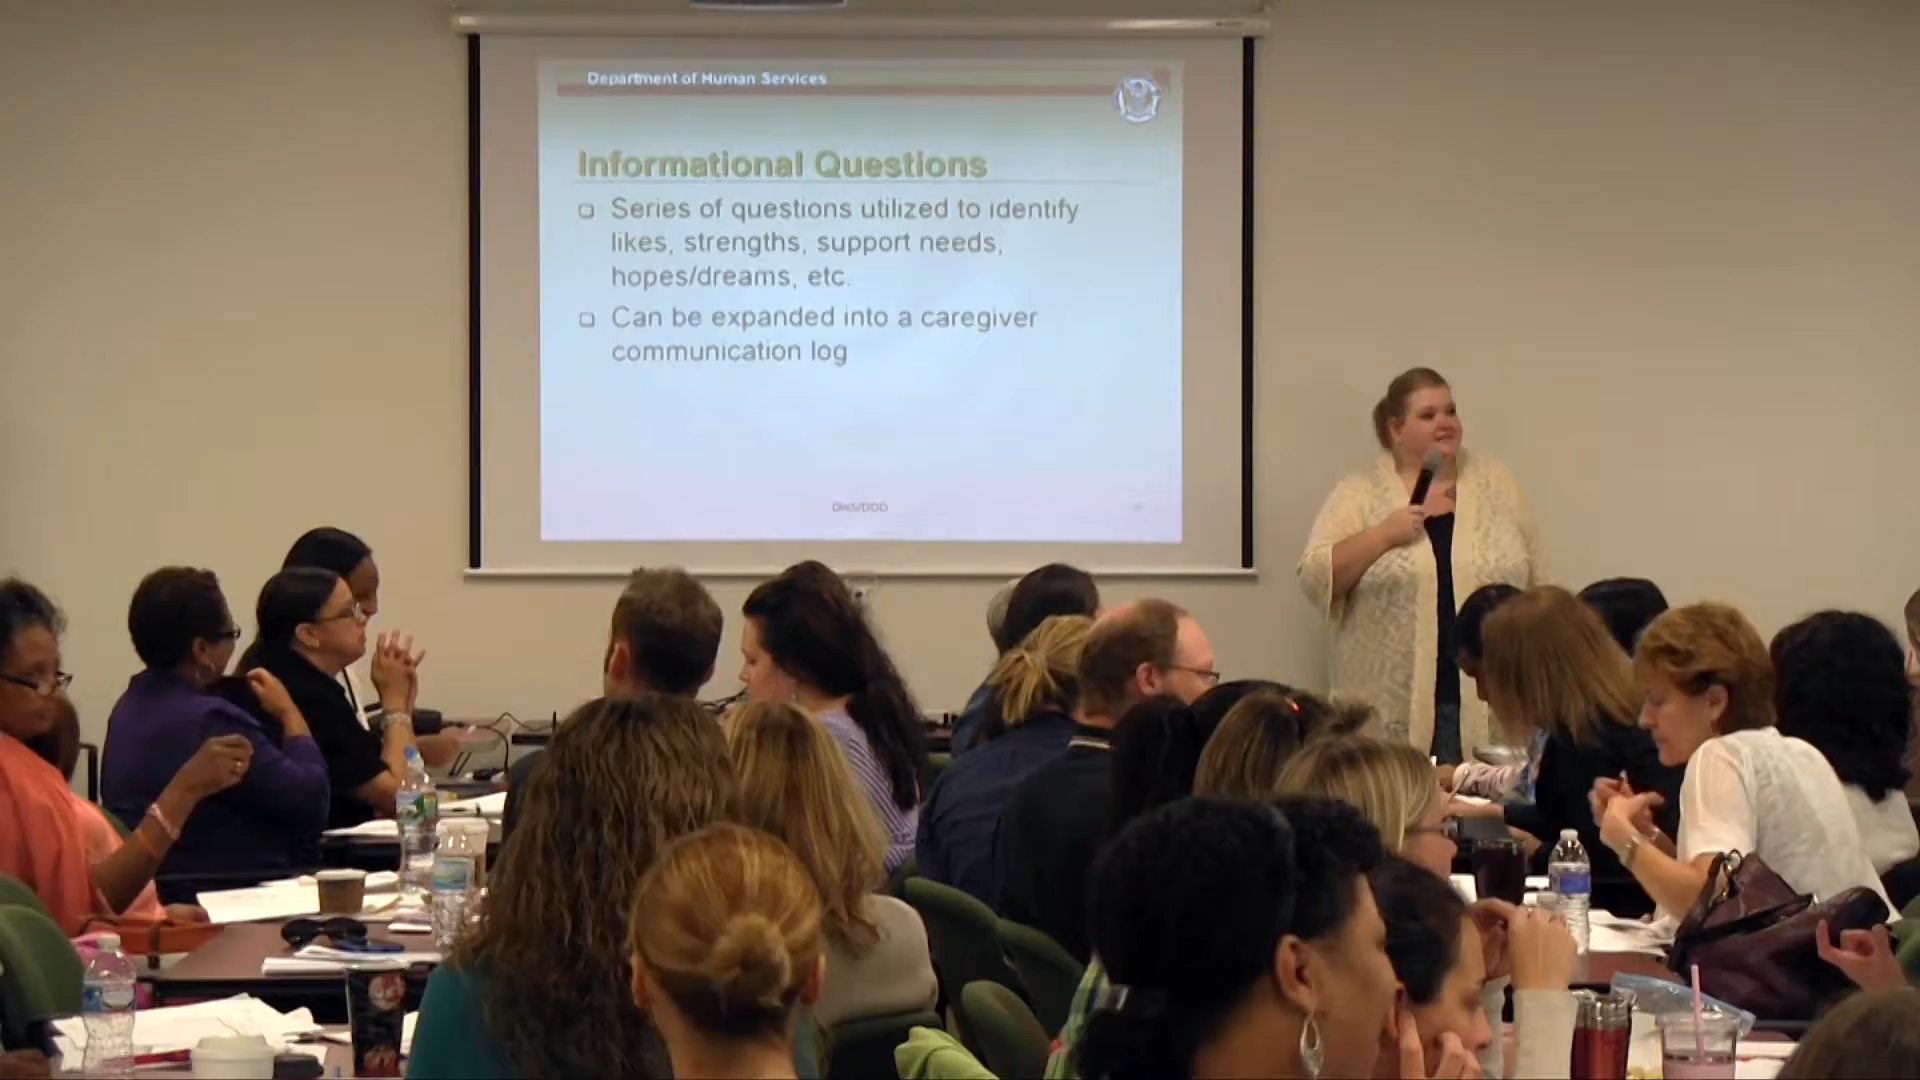 Department of Human Services
Informational Questions
Series of questions utilized to identify
likes, strengths, support needs,
hopes/dreams, etc.
Can be expanded into a caregiver
communication log
DHS/DDD